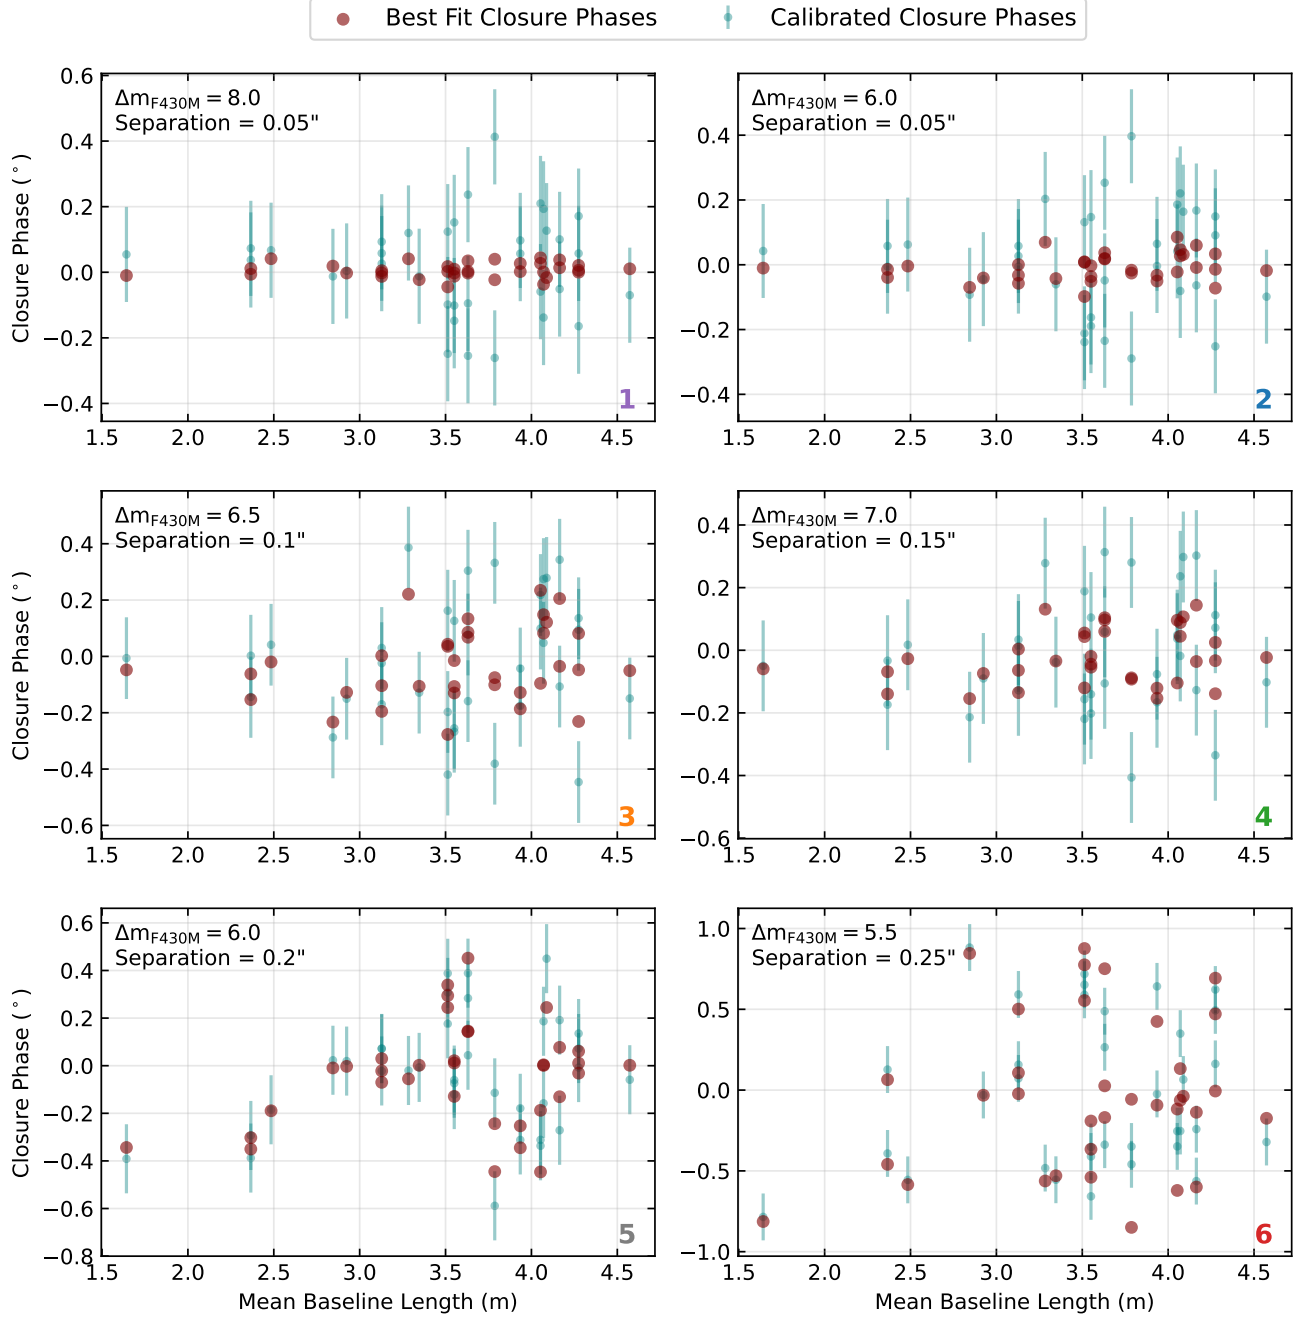 Best Fit Closure Phases Calibrated Closure Phases
Δm_F430M = 8.0
Separation = 0.05"
Closure Phase (°)
0.6
0.4
0.2
0.0
−0.2
−0.4
1
1.5 2.0 2.5 3.0 3.5 4.0 4.5
Δm_F430M = 6.0
Separation = 0.05"
0.4
0.2
0.0
−0.2
−0.4
2
1.5 2.0 2.5 3.0 3.5 4.0 4.5
Δm_F430M = 6.5
Separation = 0.1"
Closure Phase (°)
0.4
0.2
0.0
−0.2
−0.4
−0.6
3
1.5 2.0 2.5 3.0 3.5 4.0 4.5
Δm_F430M = 7.0
Separation = 0.15"
0.4
0.2
0.0
−0.2
−0.4
−0.6
4
1.5 2.0 2.5 3.0 3.5 4.0 4.5
Δm_F430M = 6.0
Separation = 0.2"
Closure Phase (°)
0.6
0.4
0.2
0.0
−0.2
−0.4
−0.6
−0.8
5
1.5 2.0 2.5 3.0 3.5 4.0 4.5
Mean Baseline Length (m)
Δm_F430M = 5.5
Separation = 0.25"
1.0
0.5
0.0
−0.5
−1.0
6
1.5 2.0 2.5 3.0 3.5 4.0 4.5
Mean Baseline Length (m)